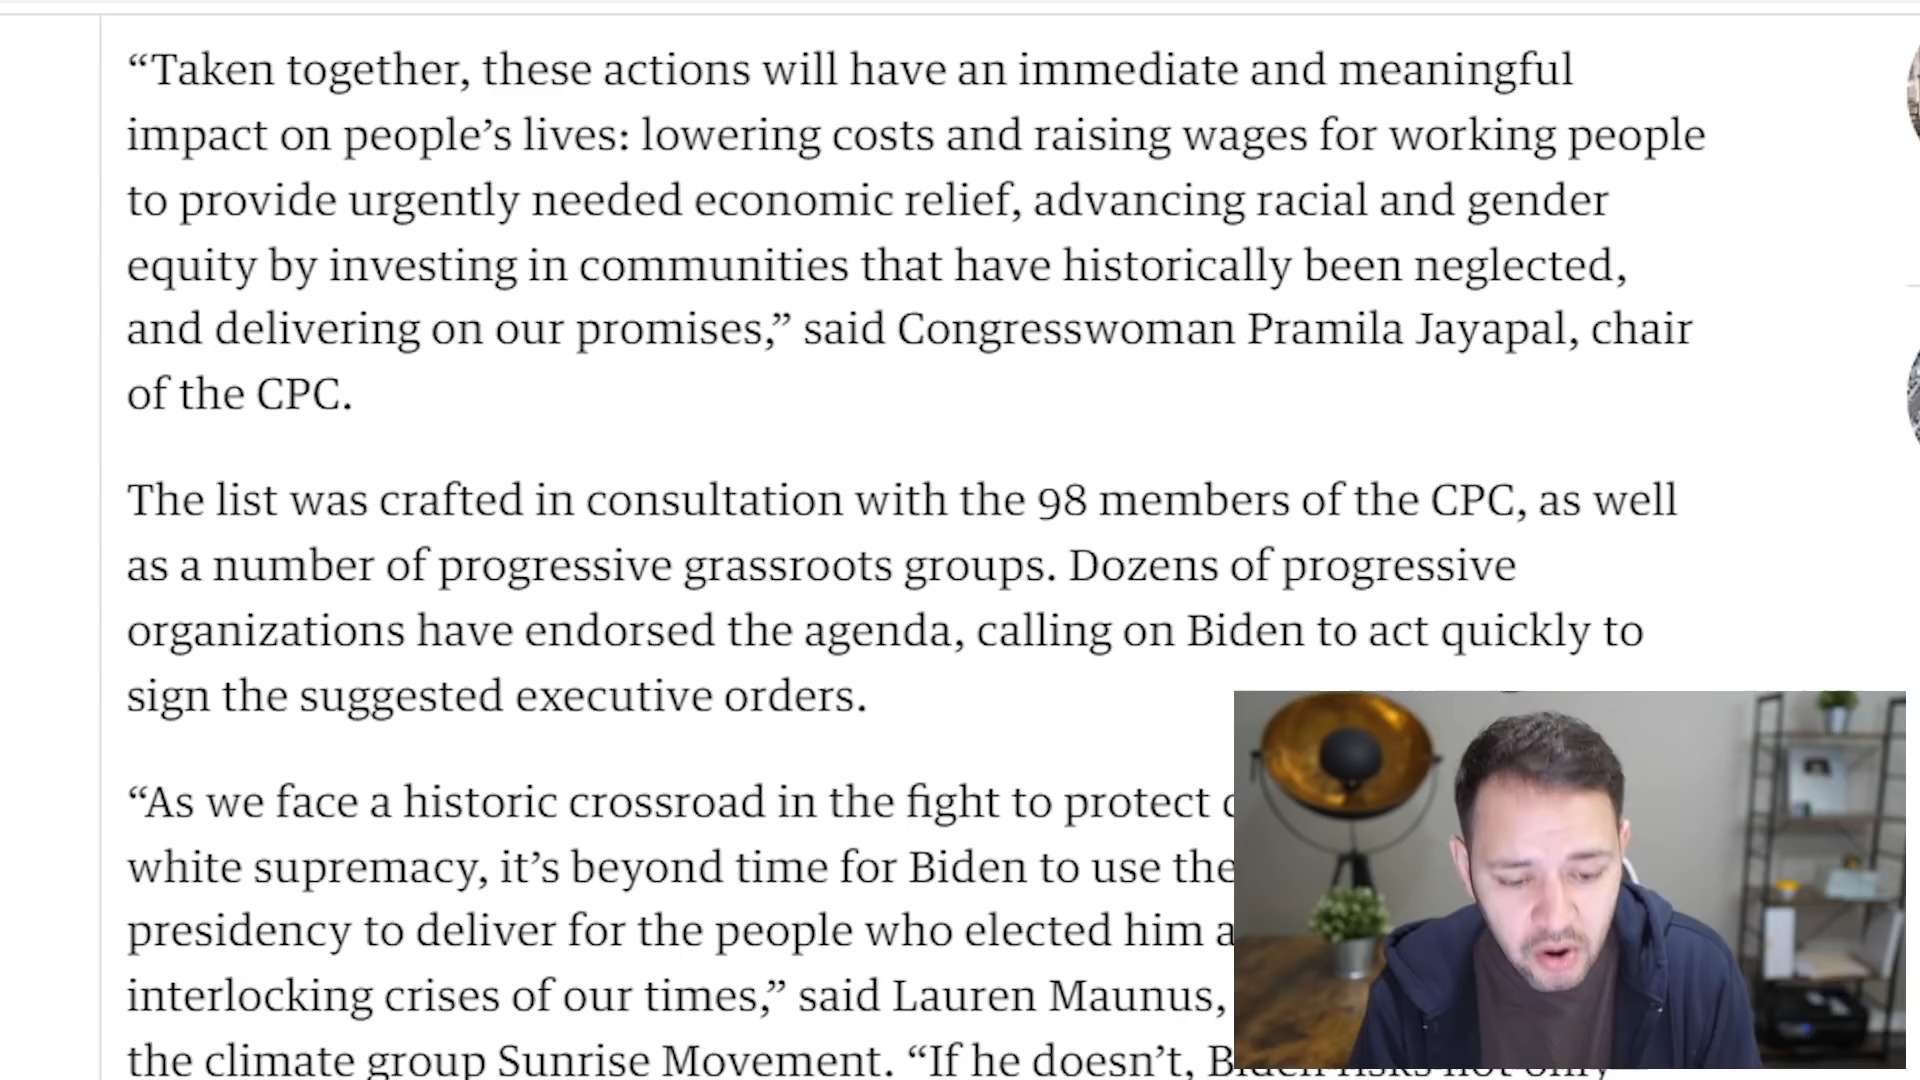 “Taken together, these actions will have an immediate and meaningful
impact on people’s lives: lowering costs and raising wages for working people
to provide urgently needed economic relief, advancing racial and gender
equity by investing in communities that have historically been neglected,
and delivering on our promises,” said Congresswoman Pramila Jayapal, chair
of the CPC.
The list was crafted in consultation with the 98 members of the CPC, as well
as a number of progressive grassroots groups. Dozens of progressive
organizations have endorsed the agenda, calling on Biden to act quickly to
sign the suggested executive orders.
“As we face a historic crossroad in the fight to protect
white supremacy, it’s beyond time for Biden to use the
presidency to deliver for the people who elected him
interlocking crises of our times,” said Lauren Maunus,
the climate group Sunrise Movement. “If he doesn’t, Biden risks not only